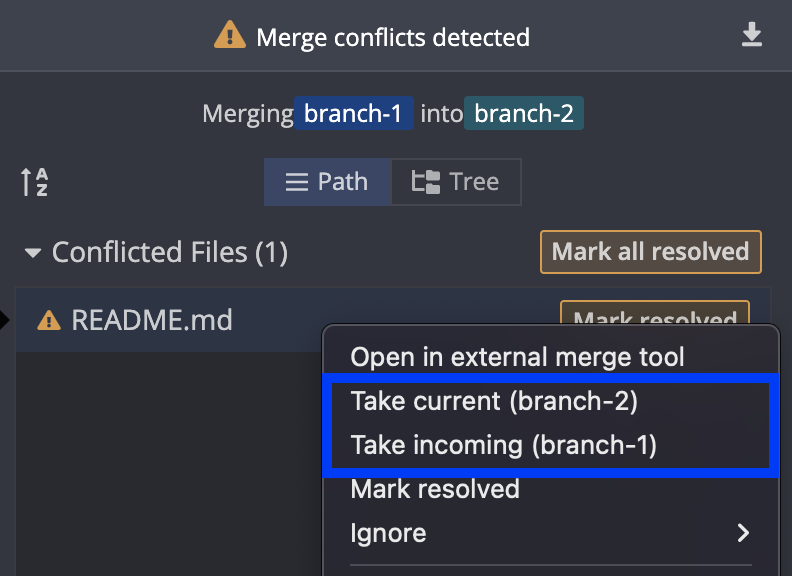 Merge conflicts detected
Merging branch-1 into branch-2
A
Z
Path Tree
Conflicted Files (1) Mark all resolved
README.md Mark resolved
Open in external merge tool
Take current (branch-2)
Take incoming (branch-1)
Mark resolved
Ignore